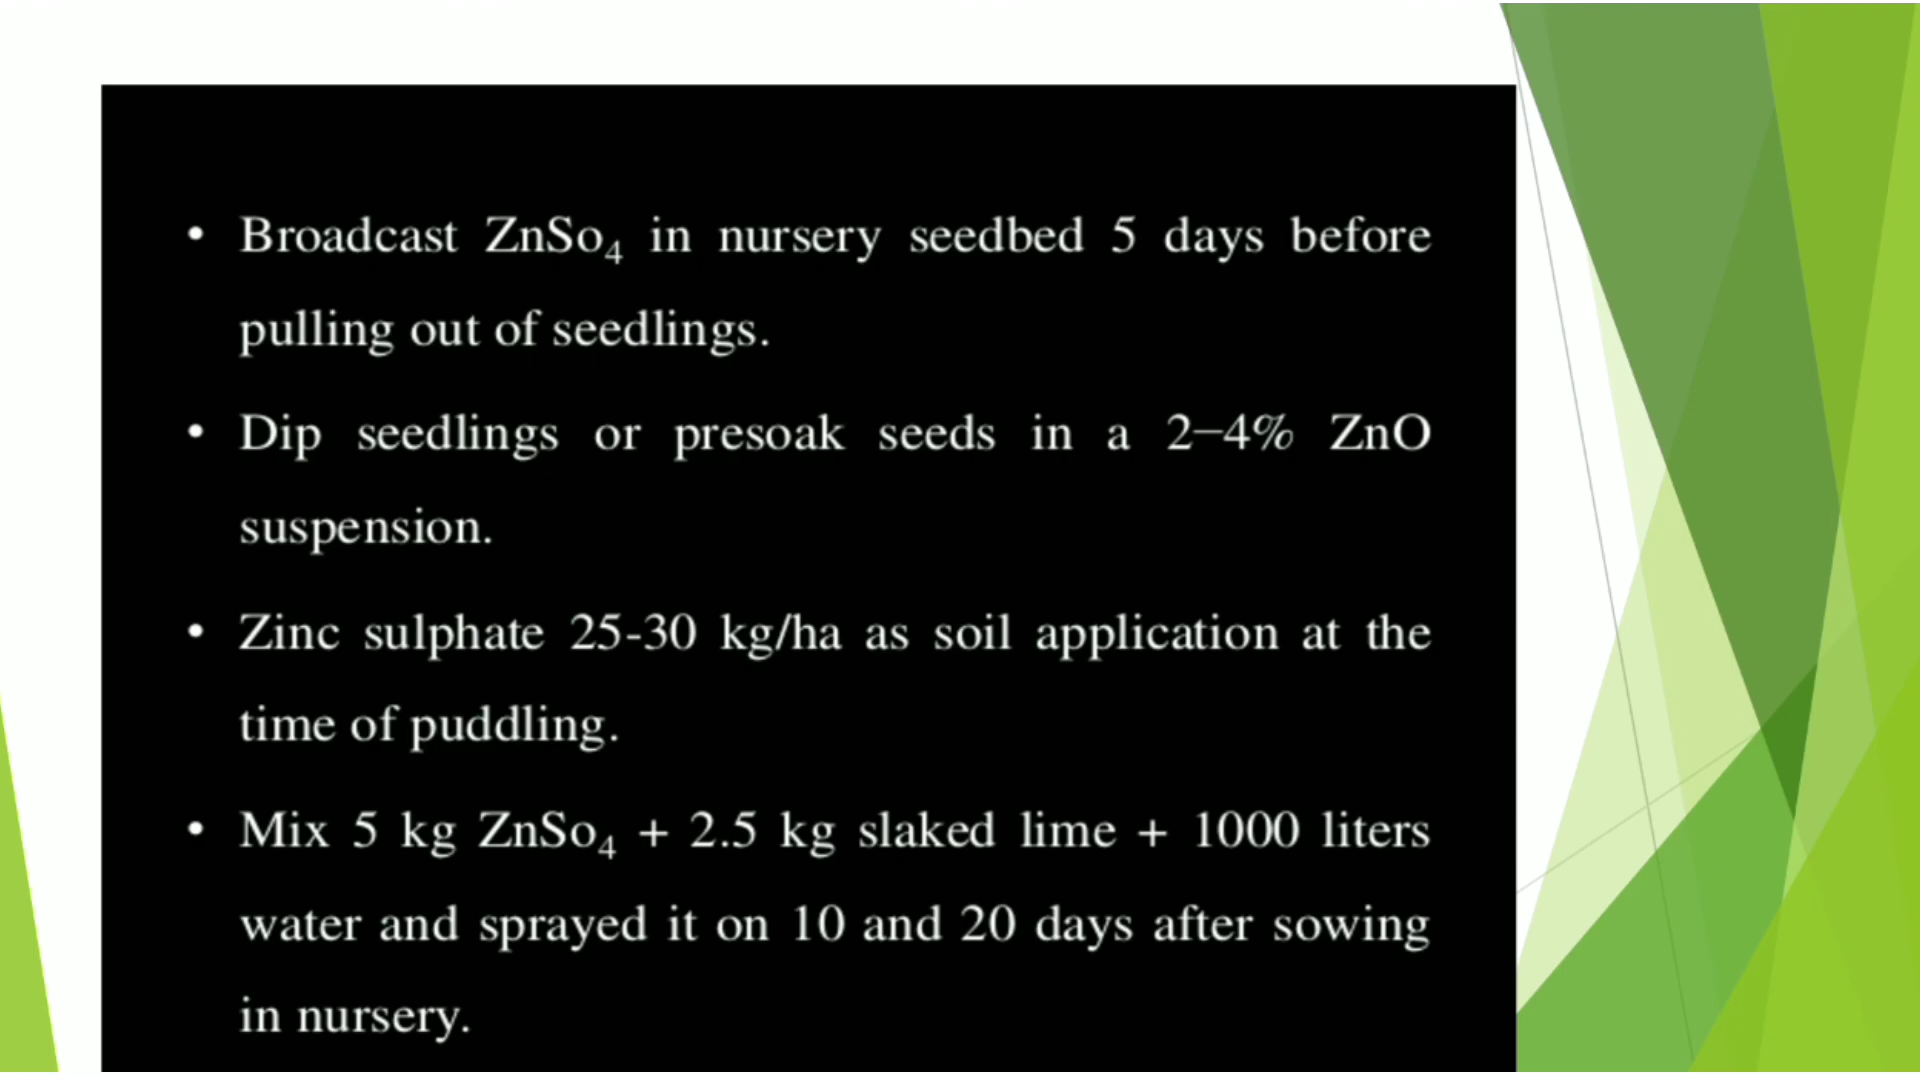 • Broadcast ZnSo₄ in nursery seedbed 5 days before
pulling out of seedlings.
• Dip seedlings or presoak seeds in a 2–4% ZnO
suspension.
• Zinc sulphate 25-30 kg/ha as soil application at the
time of puddling.
• Mix 5 kg ZnSo₄ + 2.5 kg slaked lime + 1000 liters
water and sprayed it on 10 and 20 days after sowing
in nursery.